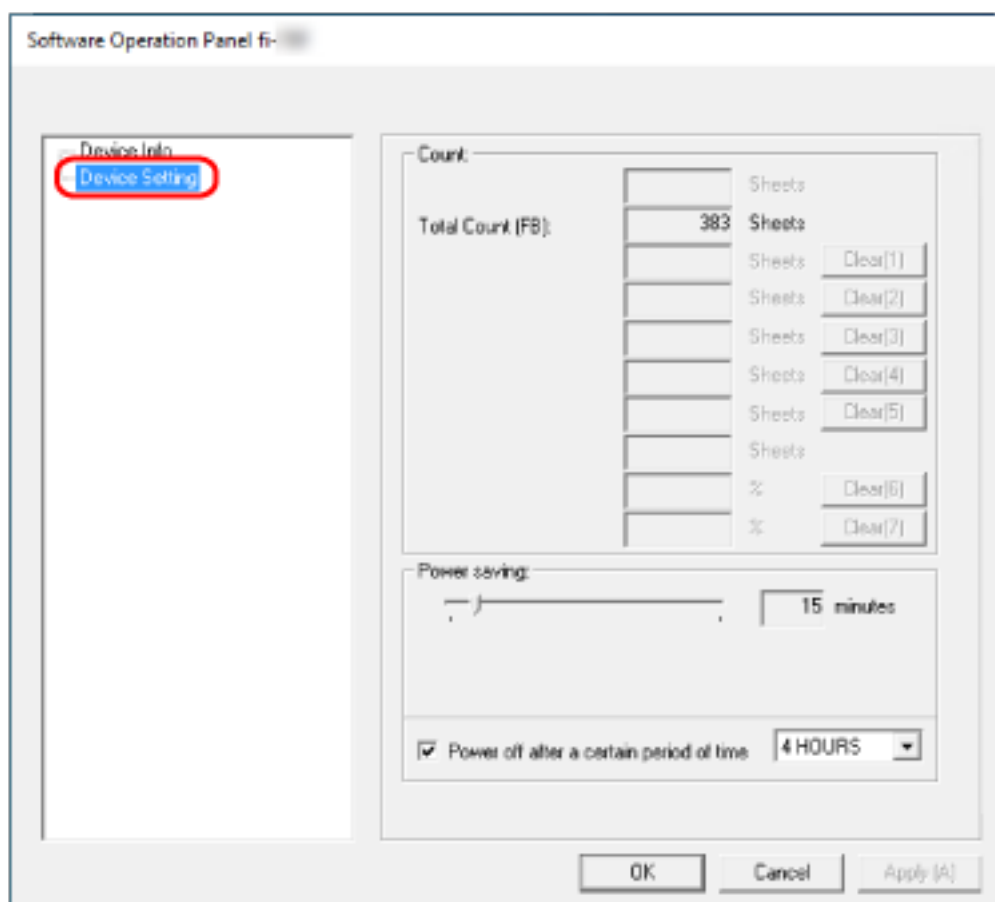 Software Operation Panel fi-
Device Info
Device Setting
Count:
Sheets
Total Count (FB): 383 Sheets
Sheets Clear(1)
Sheets Clear(2)
Sheets Clear(3)
Sheets Clear(4)
Sheets Clear(5)
Sheets
% Clear(6)
% Clear(7)
Power saving:
15 minutes
Power off after a certain period of time 4 HOURS
OK Cancel Apply (A)